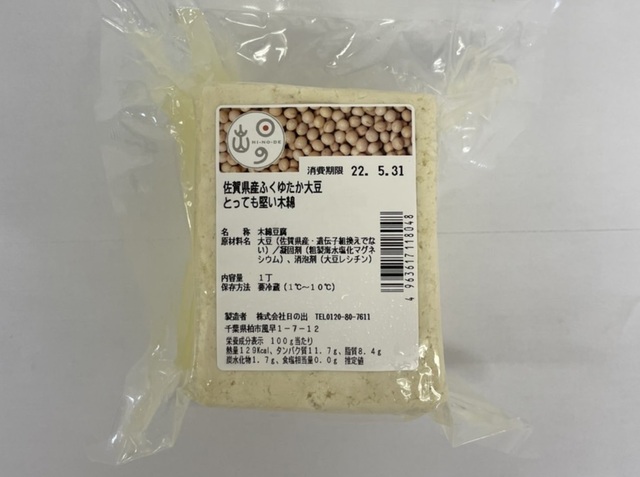 日の出
HI-NO-DE
消費期限 22. 5.31
佐賀県産ふくゆたか大豆
とっても堅い木綿
名　称 木綿豆腐
原材料名 大豆（佐賀県産・遺伝子組換えでな
い）／凝固剤（粗製海水塩化マグネ
シウム）、消泡剤（大豆レシチン）
内容量 1丁
保存方法 要冷蔵（1℃〜10℃）
4963617118048
製造者 株式会社日の出 TEL0120-80-7611
千葉県柏市風早1-7-12
栄養成分表示 100g当たり
熱量129Kcal、タンパク質11.7g、脂質8.4g
炭水化物1.7g、食塩相当量0.0g 推定値